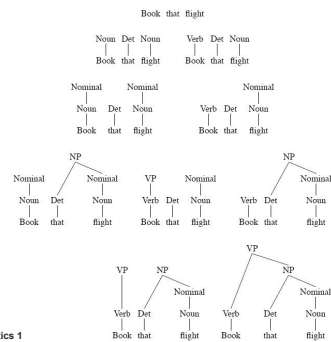 Book that flight
Noun Det Noun Verb Det Noun
Book that flight Book that flight
Nominal Nominal Nominal
Noun Det Noun Verb Det Noun
Book that flight Book that flight
NP NP
Nominal Nominal VP Nominal Nominal
Noun Det Noun Verb Det Noun Verb Det Noun
Book that flight Book that flight Book that flight
VP
VP NP NP
Nominal Nominal
Verb Det Noun Verb Det Noun
Book that flight Book that flight
tics 1